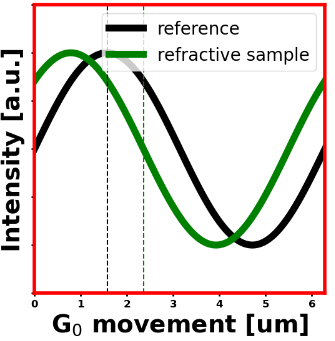 reference
refractive sample
Intensity [a.u.]
0 1 2 3 4 5 6
G₀ movement [um]